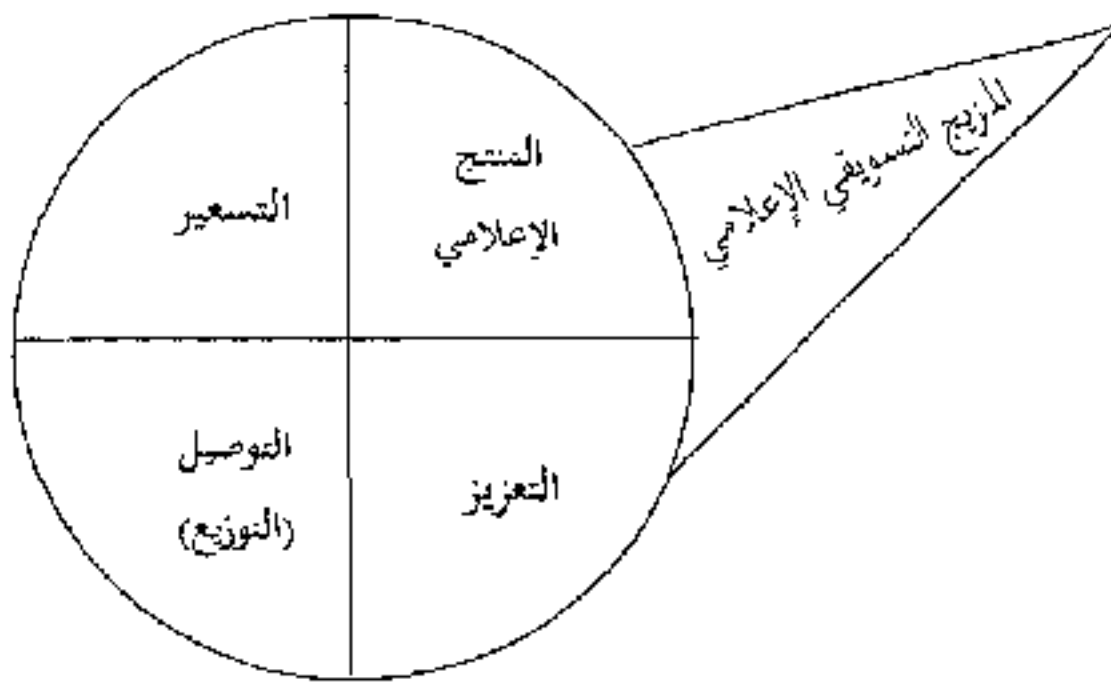 المزيج التسويقي الإعلامي
المنتج
الإعلامي
التسعير
التعزيز
التوصيل
(التوزيع)